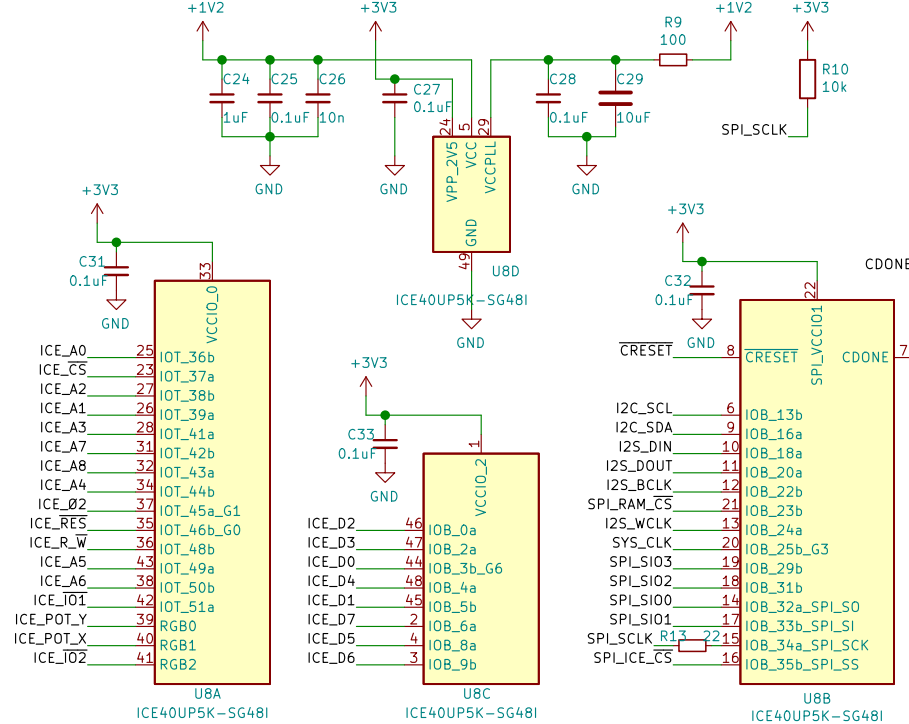 +1V2
+3V3
R9
100
+1V2
+3V3
C24
1uF
C25
0.1uF
C26
10n
C27
0.1uF
C28
0.1uF
C29
10uF
R10
10k
SPI_SCLK
GND
GND
GND
24
5
29
VPP_2V5
VCC
VCCPLL
GND
49
U8D
ICE40UP5K-SG48I
GND
+3V3
C31
0.1uF
GND
33
VCCIO_0
ICE_A0 25 IOT_36b
ICE_CS 23 IOT_37a
ICE_A2 27 IOT_38b
ICE_A1 26 IOT_39a
ICE_A3 28 IOT_41a
ICE_A7 31 IOT_42b
ICE_A8 32 IOT_43a
ICE_A4 34 IOT_44b
ICE_Ø2 37 IOT_45a_G1
ICE_RES 35 IOT_46b_G0
ICE_R_W 36 IOT_48b
ICE_A5 43 IOT_49a
ICE_A6 38 IOT_50b
ICE_IO1 42 IOT_51a
ICE_POT_Y 39 RGB0
ICE_POT_X 40 RGB1
ICE_IO2 41 RGB2
U8A
ICE40UP5K-SG48I
+3V3
C33
0.1uF
GND
1
VCCIO_2
ICE_D2 46 IOB_0a
ICE_D3 47 IOB_2a
ICE_D0 44 IOB_3b_G6
ICE_D4 48 IOB_4a
ICE_D1 45 IOB_5b
ICE_D7 2 IOB_6a
ICE_D5 4 IOB_8a
ICE_D6 3 IOB_9b
U8C
ICE40UP5K-SG48I
+3V3
C32
0.1uF
GND
22
SPI_VCCIO1
CDONE
CRESET 8 CRESET CDONE 7
I2C_SCL 6 IOB_13b
I2C_SDA 9 IOB_16a
I2S_DIN 10 IOB_18a
I2S_DOUT 11 IOB_20a
I2S_BCLK 12 IOB_22b
SPI_RAM_CS 21 IOB_23b
I2S_WCLK 13 IOB_24a
SYS_CLK 20 IOB_25b_G3
SPI_SIO3 19 IOB_29b
SPI_SIO2 18 IOB_31b
SPI_SIO0 14 IOB_32a_SPI_SO
SPI_SIO1 17 IOB_33b_SPI_SI
SPI_SCLK R13 22 15 IOB_34a_SPI_SCK
SPI_ICE_CS 16 IOB_35b_SPI_SS
U8B
ICE40UP5K-SG48I